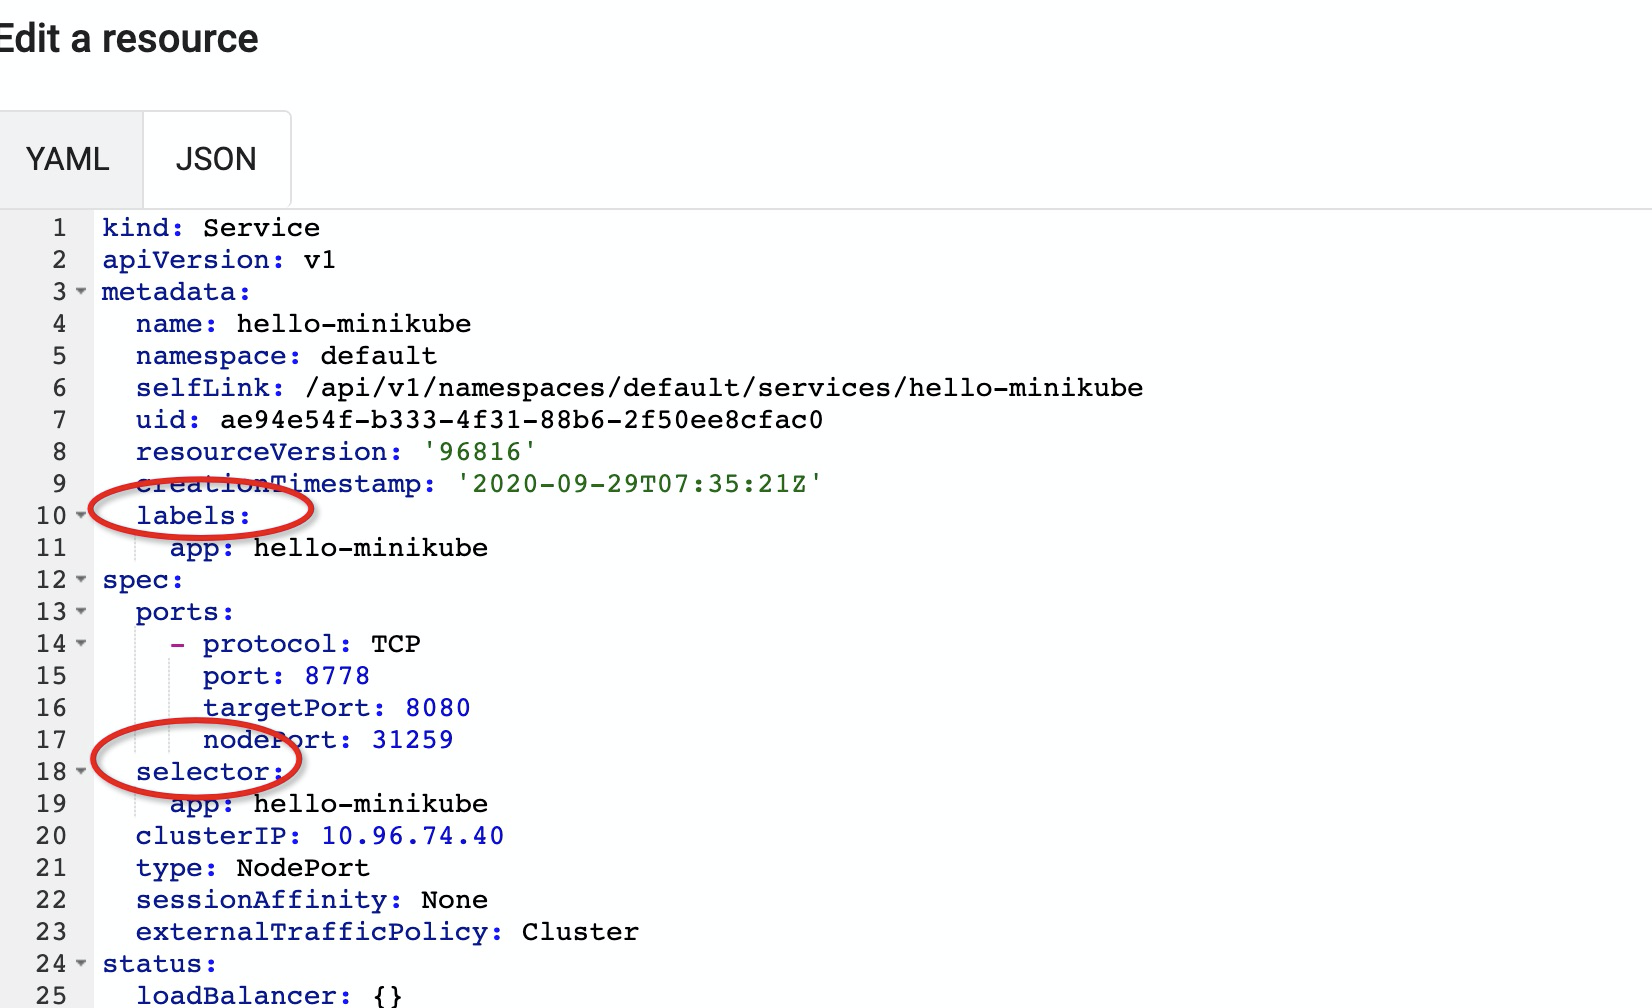 Edit a resource
YAML
JSON
1 kind: Service
2 apiVersion: v1
3 metadata:
4 name: hello-minikube
5 namespace: default
6 selfLink: /api/v1/namespaces/default/services/hello-minikube
7 uid: ae94e54f-b333-4f31-88b6-2f50ee8cfac0
8 resourceVersion: '96816'
9 creationTimestamp: '2020-09-29T07:35:21Z'
10 labels:
11 app: hello-minikube
12 spec:
13 ports:
14 - protocol: TCP
15 port: 8778
16 targetPort: 8080
17 nodePort: 31259
18 selector:
19 app: hello-minikube
20 clusterIP: 10.96.74.40
21 type: NodePort
22 sessionAffinity: None
23 externalTrafficPolicy: Cluster
24 status:
25 loadBalancer: {}